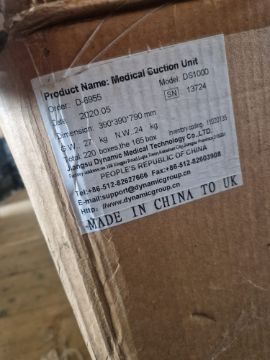 Product Name: Medical Suction Unit
Order: D-6955 Model: DS1000
Date: 2020.05 SN 13724
Dimension: 390*390*790 mm
G.W. 27 kg N.W. 24 kg
Total 220 boxes the 165 box
Jiangsu Dynamic Medical Technology Co.,LTD.
PEOPLE'S REPUBLIC OF CHINA
Tel:+86-512-82627666 Fax:+86-512-82603908
E-mail:support@dynamicgroup.cn
Http: //www.dynamicgroup.cn
MADE IN CHINA TO UK